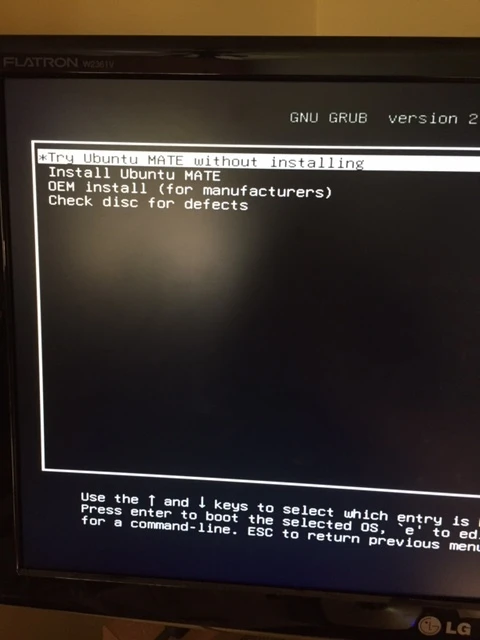 FLATRON W2361V
GNU GRUB version 2
*Try Ubuntu MATE without installing
Install Ubuntu MATE
OEM install (for manufacturers)
Check disc for defects
Use the ↑ and ↓ keys to select which entry is
Press enter to boot the selected OS, `e' to ed
for a command-line. ESC to return previous menu
LG